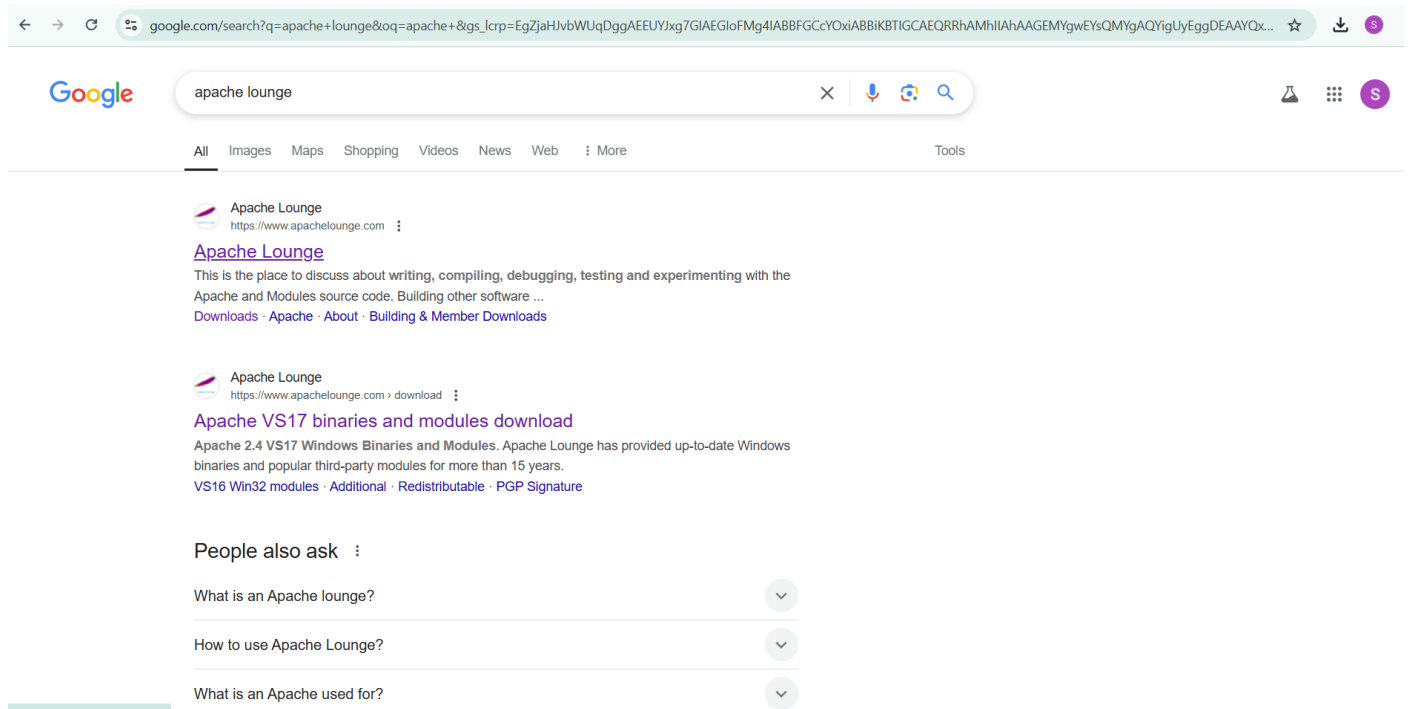 google.com/search?q=apache+lounge&oq=apache+&gs_lcrp=EgZjaHJvbWUqDggAEEUYJxg7GIAEGIoFMg4IABBFGCcYOxiABBiKBTIGCAEQRRhAMhIIAhAAGEMYgwEYsQMYgAQYigUyEggDEAAYQx...
S
Google
apache lounge
S
All Images Maps Shopping Videos News Web More Tools
Apache Lounge
https://www.apachelounge.com
Apache Lounge
This is the place to discuss about writing, compiling, debugging, testing and experimenting with the
Apache and Modules source code. Building other software ...
Downloads · Apache · About · Building & Member Downloads
Apache Lounge
https://www.apachelounge.com › download
Apache VS17 binaries and modules download
Apache 2.4 VS17 Windows Binaries and Modules. Apache Lounge has provided up-to-date Windows
binaries and popular third-party modules for more than 15 years.
VS16 Win32 modules · Additional · Redistributable · PGP Signature
People also ask
What is an Apache lounge?
How to use Apache Lounge?
What is an Apache used for?